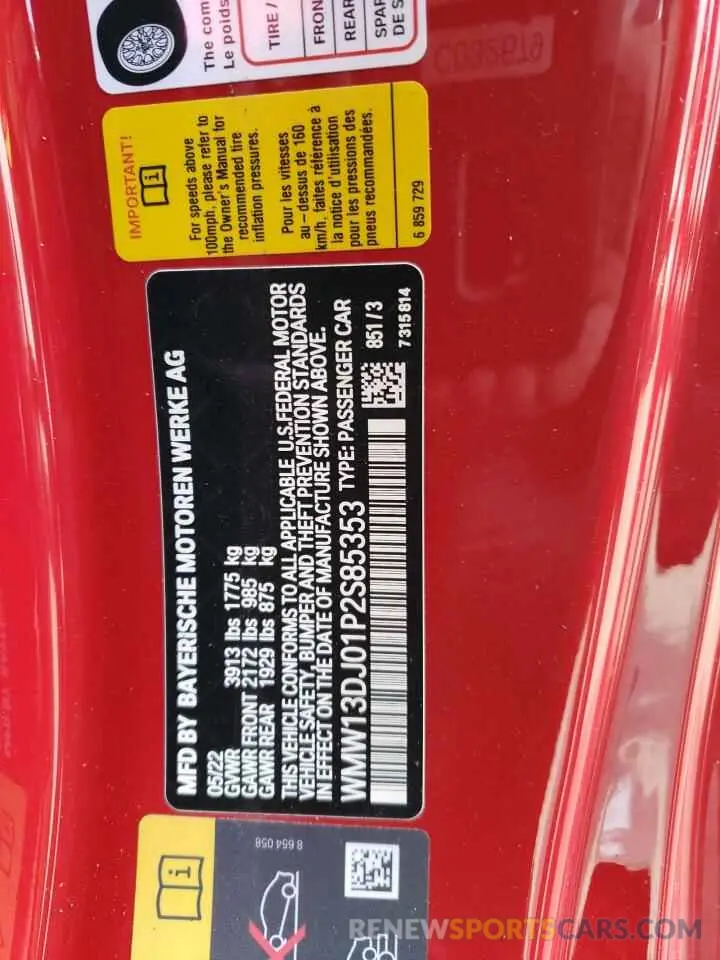 The com
Le poids
TIRE /
FRON
REAR
SPAR
DE S
IMPORTANT!
For speeds above
100mph, please refer to
the Owner's Manual for
recommended tire
inflation pressures.
Pour les vitesses
au – dessus de 160
km/h, faites référence à
la notice d'utilisation
pour les pressions des
pneus recommandées.
6 859 729
MFD BY BAYERISCHE MOTOREN WERKE AG
05/22
GVWR 3913 lbs 1775 kg
GAWR FRONT 2172 lbs 985 kg
GAWR REAR 1929 lbs 875 kg
THIS VEHICLE CONFORMS TO ALL APPLICABLE U.S. FEDERAL MOTOR
VEHICLE SAFETY, BUMPER AND THEFT PREVENTION STANDARDS
IN EFFECT ON THE DATE OF MANUFACTURE SHOWN ABOVE.
WMW13DJ01P2S85353 TYPE: PASSENGER CAR
851 / 3
7315814
8 654 058
RENEWSPORTSCARS.COM